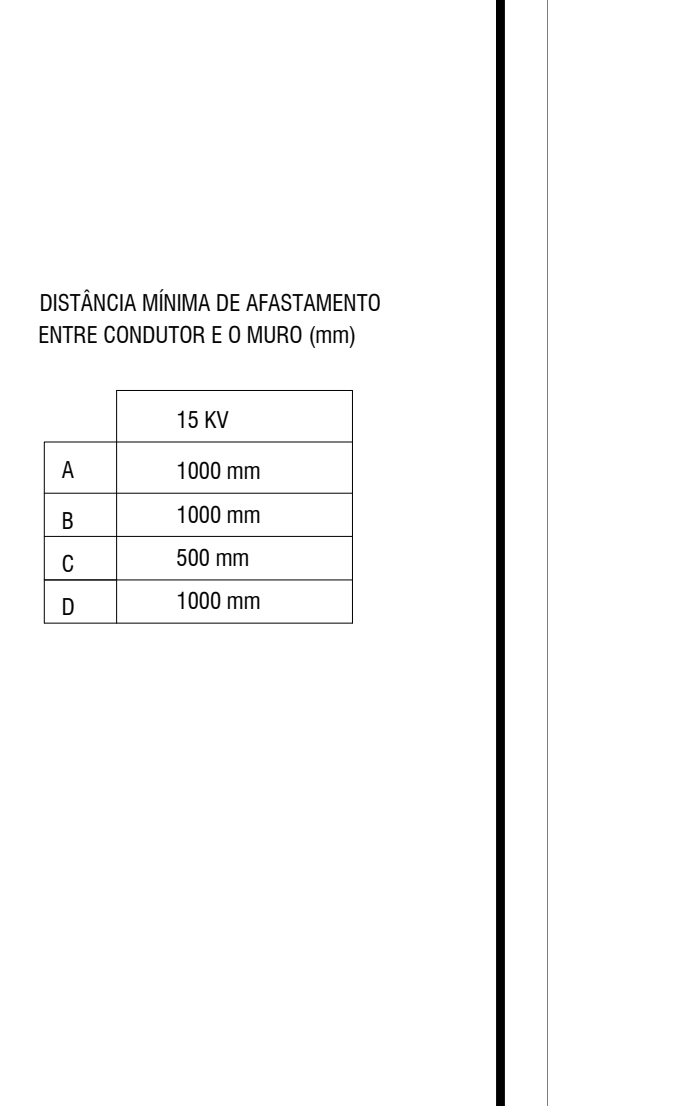 DISTÂNCIA MÍNIMA DE AFASTAMENTO
ENTRE CONDUTOR E O MURO (mm)
15 KV
A 1000 mm
B 1000 mm
C 500 mm
D 1000 mm